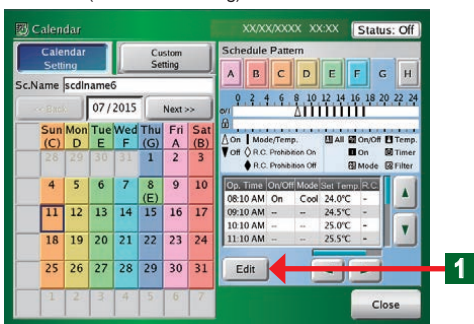 Calendar XX/XX/XXXX XX:XX Status: Off
Calendar Setting Custom Setting
Sc.Name scdlname6
07 / 2015 Next >>
Sun Mon Tue Wed Thu Fri Sat
(C) D E F (G) A (B)
28 29 30 31 1 2 3
4 5 6 7 8 9 10
(E)
11 12 13 14 15 16 17
18 19 20 21 22 23 24
25 26 27 28 29 30 31
1 2 3 4 5 6 7
Schedule Pattern
A B C D E F G H
0 2 4 6 8 10 12 14 16 18 20 22 24
On Mode/Temp. All On/Off Temp.
Off R.C. Prohibition On On Timer
R.C. Prohibition Off Mode Filter
Op. Time On/Off Mode Set Temp R.C.
08:10 AM On Cool 24.0°C -
09:10 AM -- -- 24.5°C -
10:10 AM -- -- 25.0°C -
11:10 AM -- -- 25.5°C -
Edit
1
Close